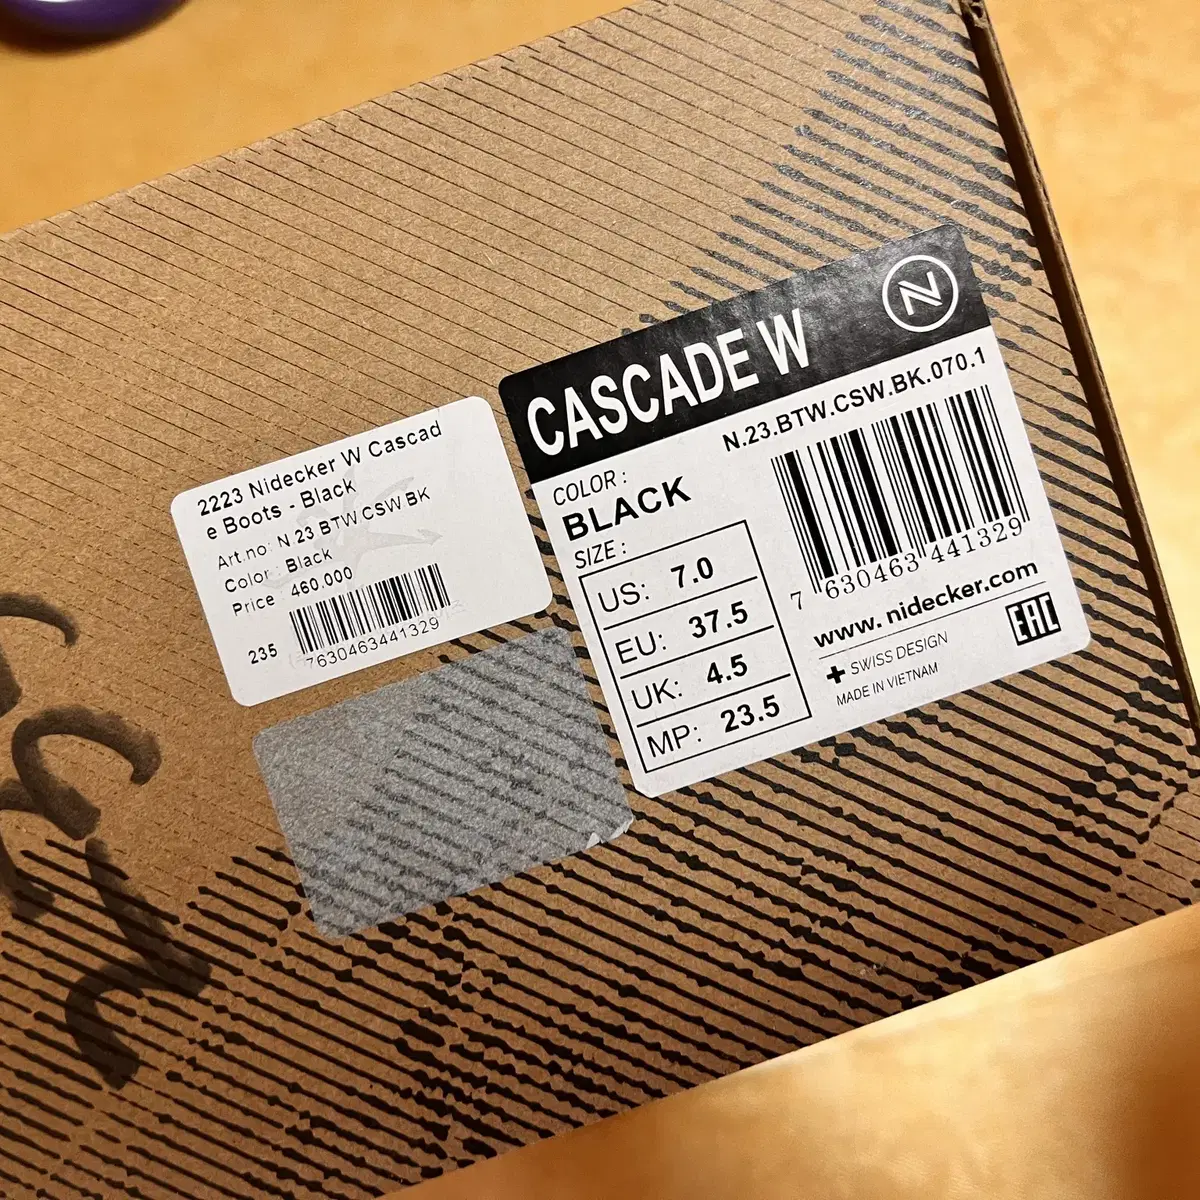 CASCADE W
N
N.23.BTW.CSW.BK.070.1
COLOR :
BLACK
SIZE :
US: 7.0
EU: 37.5
UK: 4.5
MP: 23.5
7 630463 441329
www.nidecker.com
SWISS DESIGN
MADE IN VIETNAM
EAC
2223 Nidecker W Cascad
e Boots - Black
Art.no: N.23.BTW.CSW.BK
Color : Black
Price : 460,000
235
7630463441329